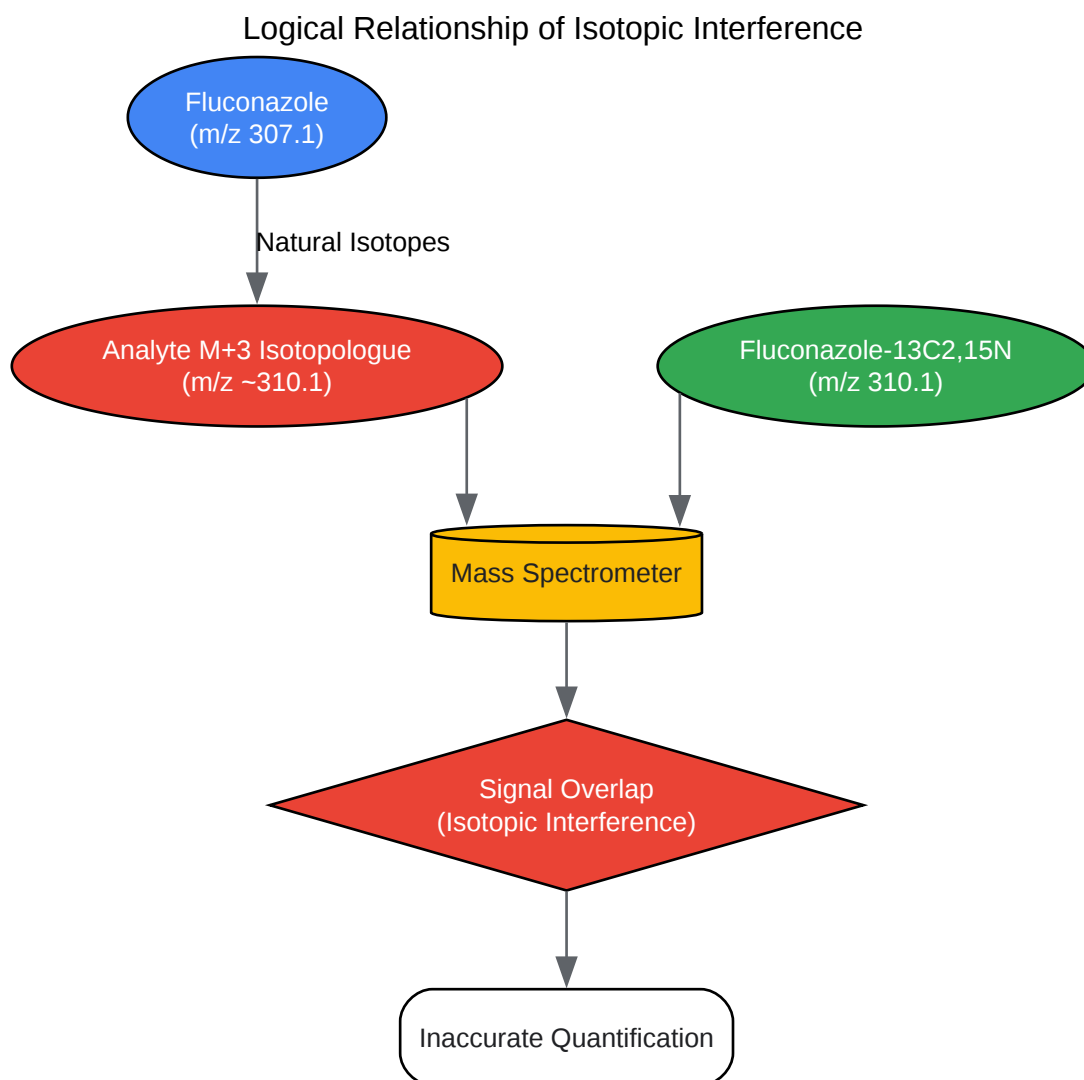 Logical Relationship of Isotopic Interference
Fluconazole
(m/z 307.1)
Natural Isotopes
Analyte M+3 Isotopologue
(m/z ~310.1)
Fluconazole-13C2,15N
(m/z 310.1)
Mass Spectrometer
Signal Overlap
(Isotopic Interference)
Inaccurate Quantification